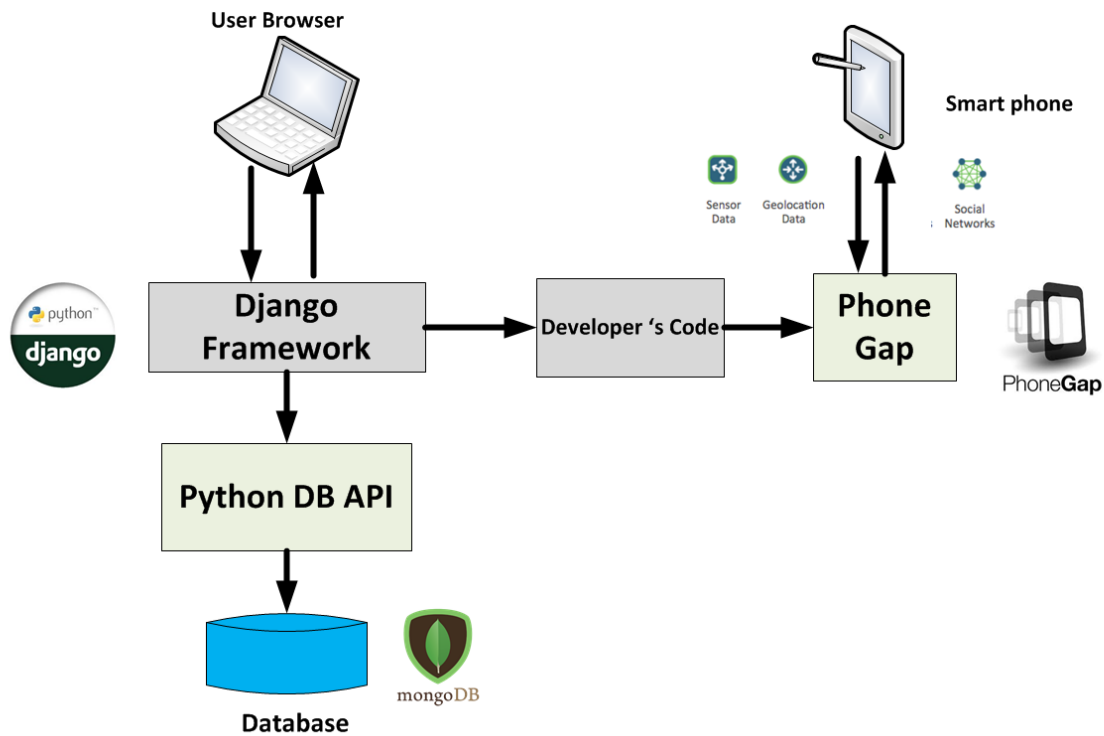 User Browser
Smart phone
Sensor
Data
Geolocation
Data
s
Social
Networks
python™
django
Django
Framework
Developer ‘s Code
Phone
Gap
PhoneGap
Python DB API
mongoDB
Database